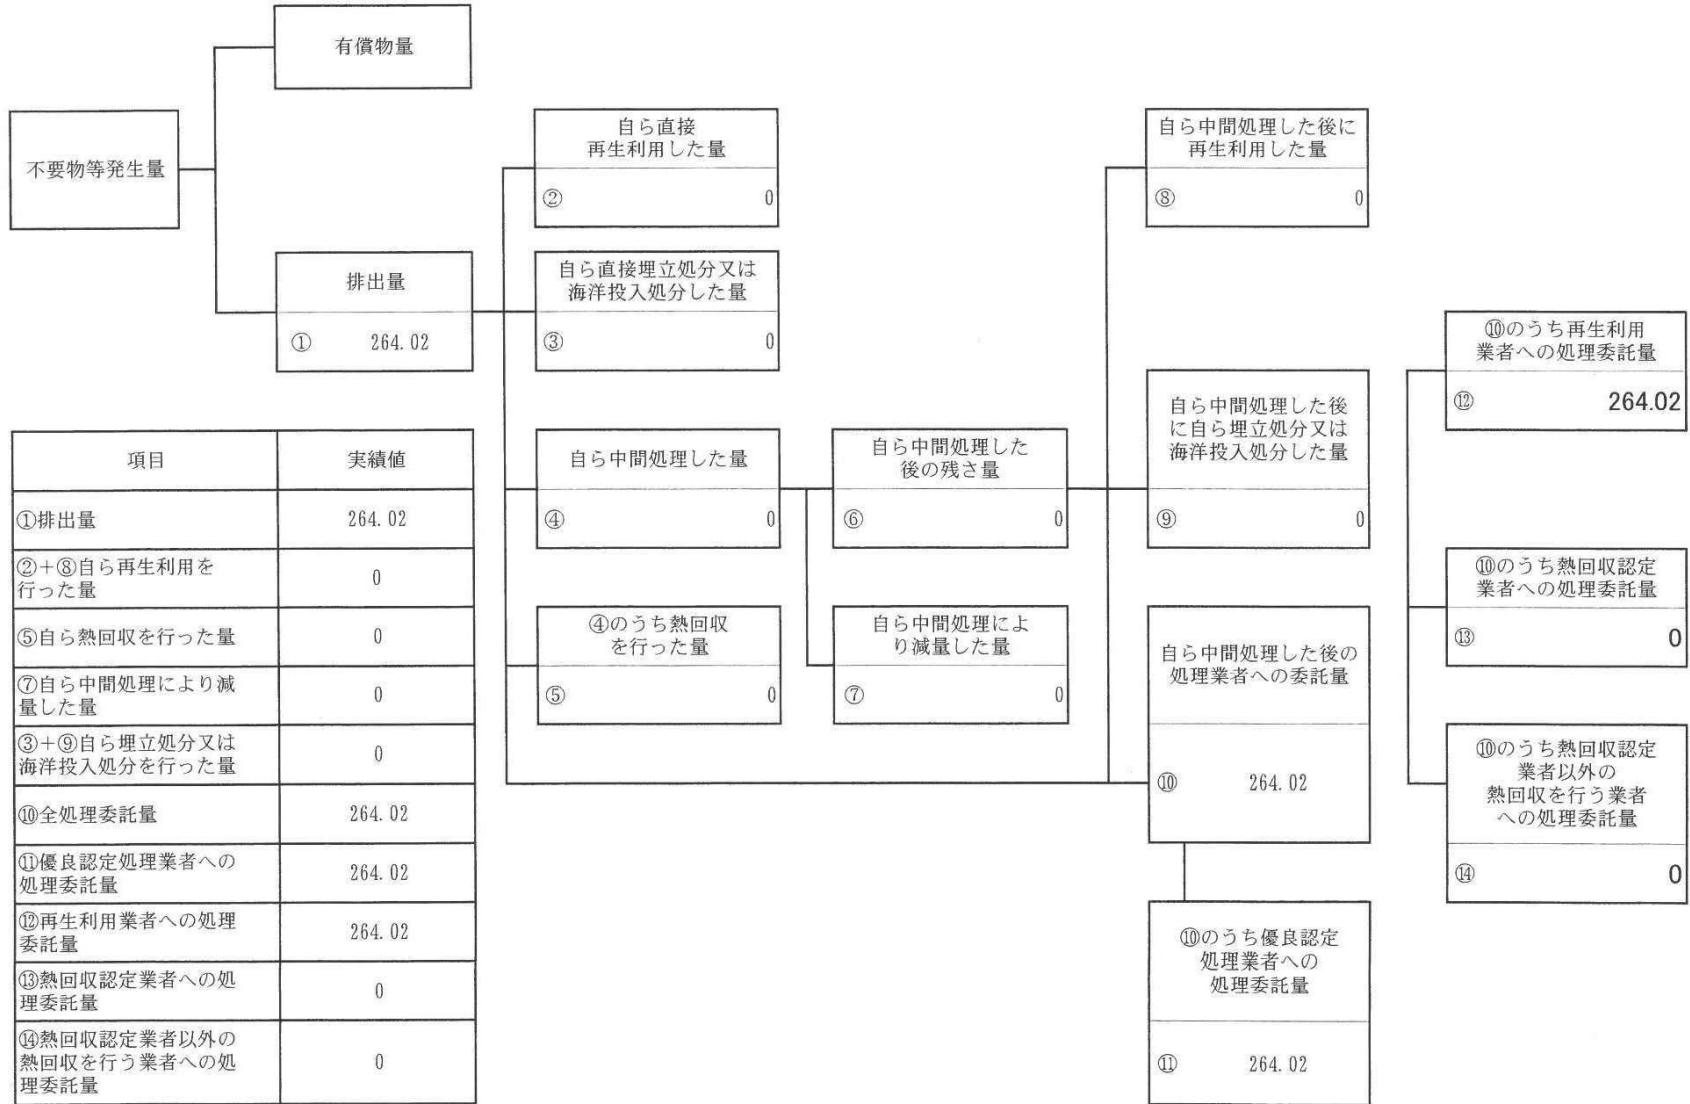 有償物量
不要物等発生量
排出量
① 264.02
自ら直接
再生利用した量
② 0
自ら直接埋立処分又は
海洋投入処分した量
③ 0
自ら中間処理した量
④ 0
④のうち熱回収
を行った量
⑤ 0
自ら中間処理した
後の残さ量
⑥ 0
自ら中間処理によ
り減量した量
⑦ 0
自ら中間処理した後に
再生利用した量
⑧ 0
自ら中間処理した後
に自ら埋立処分又は
海洋投入処分した量
⑨ 0
自ら中間処理した後の
処理業者への委託量
⑩ 264.02
⑩のうち優良認定
処理業者への
処理委託量
⑪ 264.02
⑩のうち再生利用
業者への処理委託量
⑫ 264.02
⑩のうち熱回収認定
業者への処理委託量
⑬ 0
⑩のうち熱回収認定
業者以外の
熱回収を行う業者
への処理委託量
⑭ 0
項目 実績値
①排出量 264.02
②+⑧自ら再生利用を
行った量 0
⑤自ら熱回収を行った量 0
⑦自ら中間処理により減
量した量 0
③+⑨自ら埋立処分又は
海洋投入処分を行った量 0
⑩全処理委託量 264.02
⑪優良認定処理業者への
処理委託量 264.02
⑫再生利用業者への処理
委託量 264.02
⑬熱回収認定業者への処
理委託量 0
⑭熱回収認定業者以外の
熱回収を行う業者への処
理委託量 0